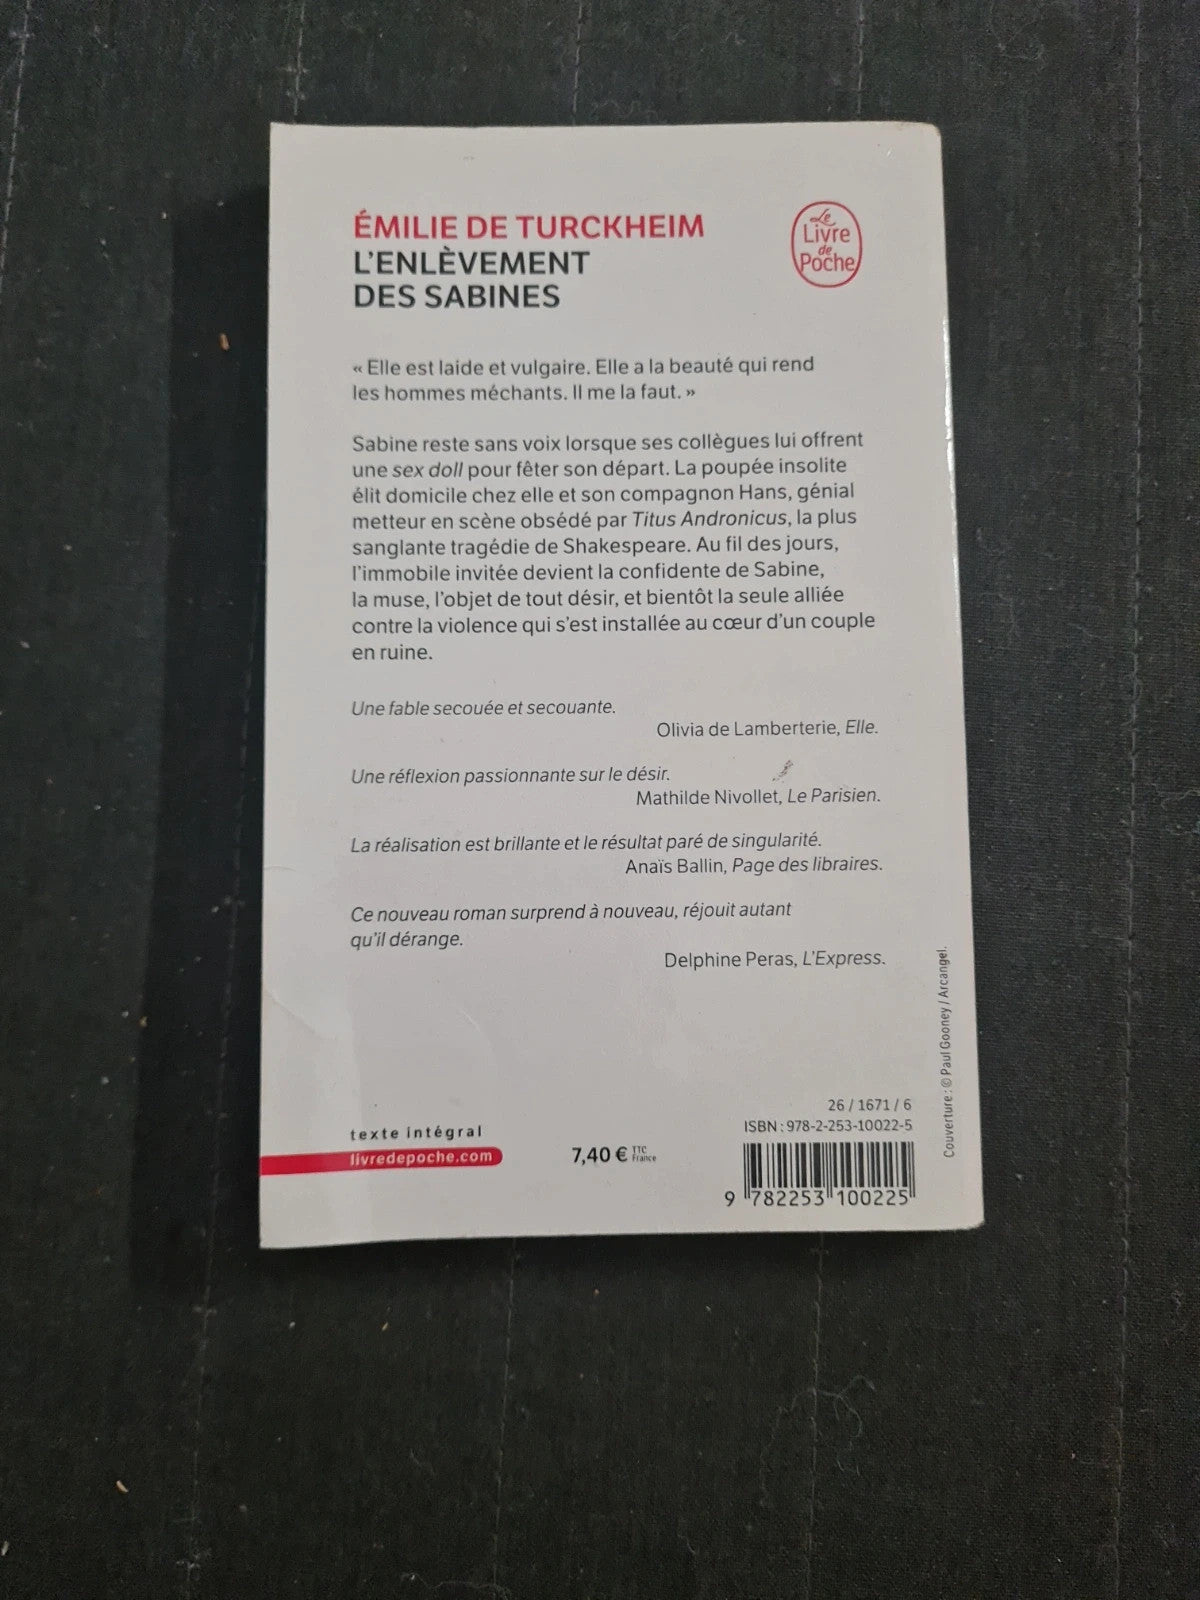 ÉMILIE DE TURCKHEIM
L'ENLÈVEMENT
DES SABINES
Le
Livre
de
Poche
« Elle est laide et vulgaire. Elle a la beauté qui rend
les hommes méchants. Il me la faut. »
Sabine reste sans voix lorsque ses collègues lui offrent
une sex doll pour fêter son départ. La poupée insolite
élit domicile chez elle et son compagnon Hans, génial
metteur en scène obsédé par Titus Andronicus, la plus
sanglante tragédie de Shakespeare. Au fil des jours,
l'immobile invitée devient la confidente de Sabine,
la muse, l'objet de tout désir, et bientôt la seule alliée
contre la violence qui s'est installée au cœur d'un couple
en ruine.
Une fable secouée et secouante.
Olivia de Lamberterie, Elle.
Une réflexion passionnante sur le désir.
Mathilde Nivollet, Le Parisien.
La réalisation est brillante et le résultat paré de singularité.
Anaïs Ballin, Page des libraires.
Ce nouveau roman surprend à nouveau, réjouit autant
qu'il dérange.
Delphine Peras, L'Express.
Couverture : © Paul Gooney / Arcangel.
texte intégral
livredepoche.com
7,40 € TTC
France
26 / 1671 / 6
ISBN : 978-2-253-10022-5
9 782253 100225